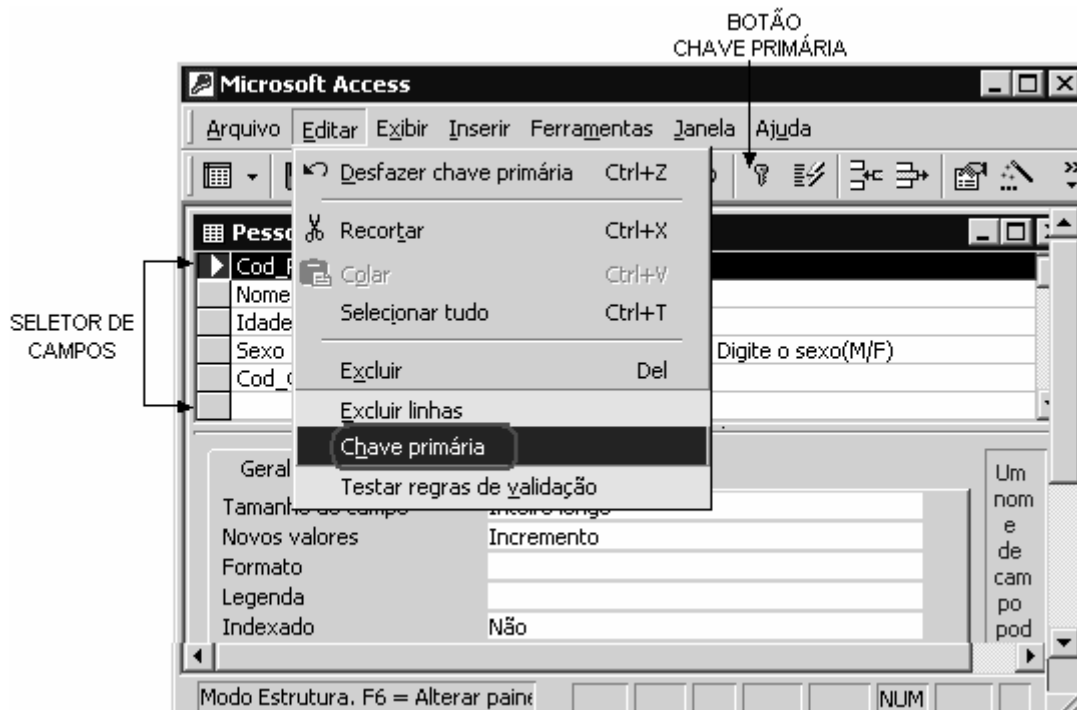 BOTÃO
CHAVE PRIMÁRIA
Microsoft Access
Arquivo Editar Exibir Inserir Ferramentas Janela Ajuda
Desfazer chave primária Ctrl+Z
Recortar Ctrl+X
Colar Ctrl+V
Selecionar tudo Ctrl+T
Excluir Del
Excluir linhas
Chave primária
Testar regras de validação
SELETOR DE
CAMPOS
Nome
Idade
Sexo Digite o sexo(M/F)
Geral
Novos valores Incremento
Formato
Legenda
Indexado Não
Um
nom
e
de
cam
po
pod
Modo Estrutura. F6 = Alterar paine
NUM